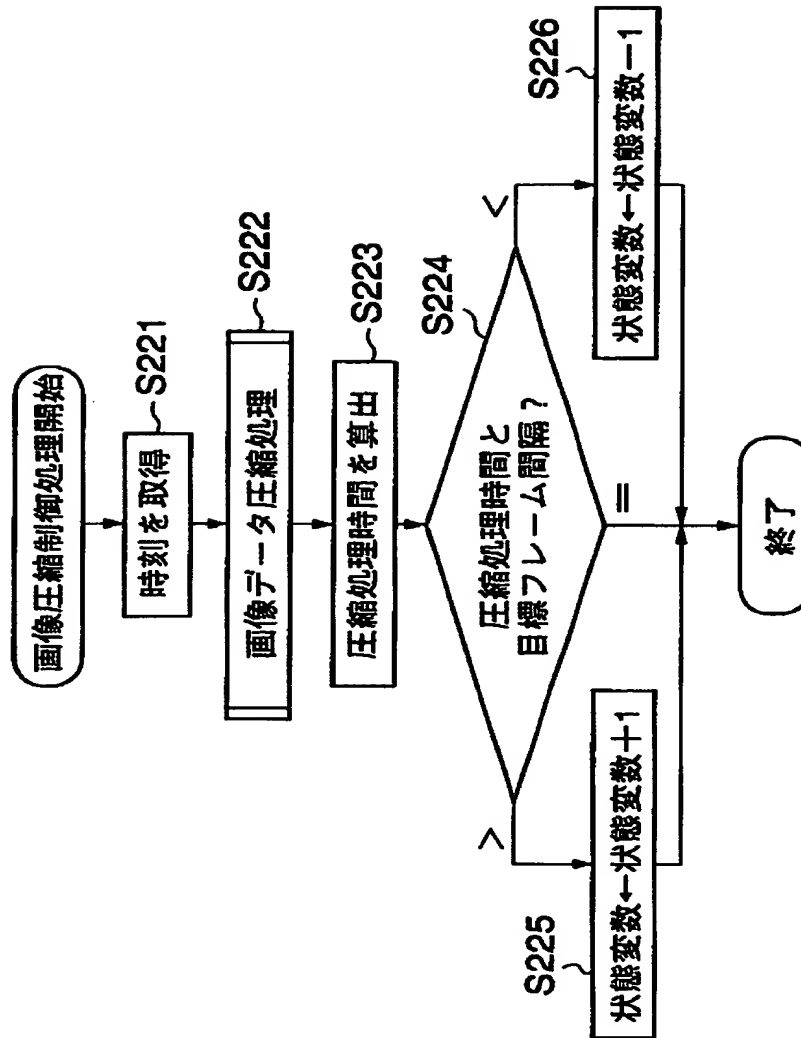 画像圧縮制御処理開始
時刻を取得
S221
画像データ圧縮処理
S222
圧縮処理時間を算出
S223
圧縮処理時間と
目標フレーム間隔？
S224
>
<
=
S225
状態変数←状態変数＋1
S226
状態変数←状態変数－1
終了